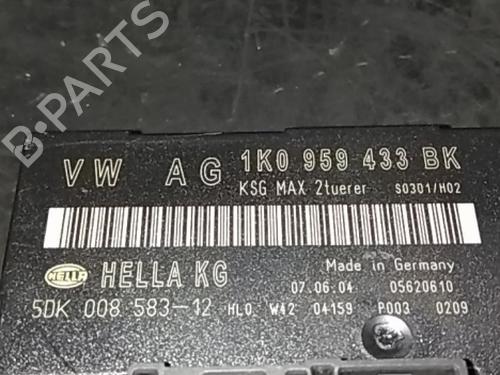 VW AG 1K0 959 433 BK
KSG MAX 2tuerer S0301/H02
HELLA HELLA KG Made in Germany
07.06.04 05620610
5DK 008 583-12 HLO W42 04159 P003 0209
B-PARTS